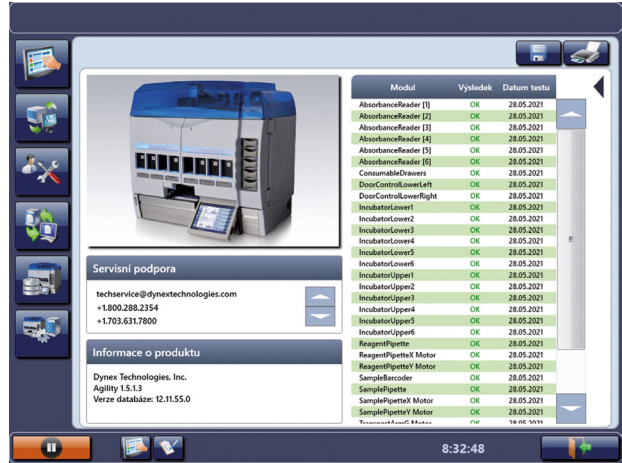 Modul Výsledek Datum testu
AbsorbanceReader [1] OK 28.05.2021
AbsorbanceReader [2] OK 28.05.2021
AbsorbanceReader [3] OK 28.05.2021
AbsorbanceReader [4] OK 28.05.2021
AbsorbanceReader [5] OK 28.05.2021
AbsorbanceReader [6] OK 28.05.2021
ConsumableDrawers OK 28.05.2021
DoorControlLowerLeft OK 28.05.2021
DoorControlLowerRight OK 28.05.2021
IncubatorLower1 OK 28.05.2021
IncubatorLower2 OK 28.05.2021
IncubatorLower3 OK 28.05.2021
IncubatorLower4 OK 28.05.2021
IncubatorLower5 OK 28.05.2021
IncubatorLower6 OK 28.05.2021
IncubatorUpper1 OK 28.05.2021
IncubatorUpper2 OK 28.05.2021
IncubatorUpper3 OK 28.05.2021
IncubatorUpper4 OK 28.05.2021
IncubatorUpper5 OK 28.05.2021
IncubatorUpper6 OK 28.05.2021
ReagentPipette OK 28.05.2021
ReagentPipetteX Motor OK 28.05.2021
ReagentPipetteY Motor OK 28.05.2021
SampleBarcoder OK 28.05.2021
SamplePipette OK 28.05.2021
SamplePipetteX Motor OK 28.05.2021
SamplePipetteY Motor OK 28.05.2021
TransportArmG Motor OK 28.05.2021
Servisní podpora
techservice@dynextechnologies.com
+1.800.288.2354
+1.703.631.7800
Informace o produktu
Dynex Technologies, Inc.
Agility 1.5.1.3
Verze databáze: 12.11.55.0
8:32:48